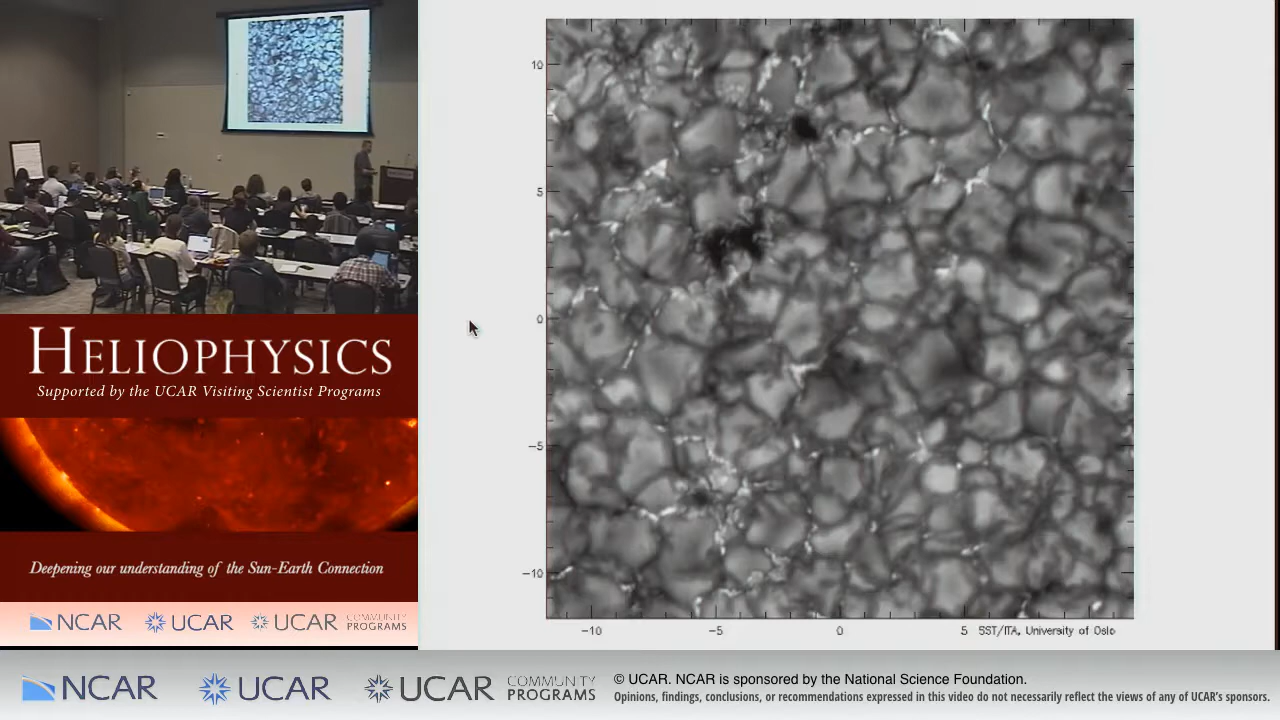 HELIOPHYSICS
Supported by the UCAR Visiting Scientist Programs
Deepening our understanding of the Sun-Earth Connection
NCAR
UCAR
UCAR COMMUNITY PROGRAMS
10
5
0
−5
−10
−10 −5 0 5 SST/ITA, University of Oslo
NCAR
UCAR
UCAR COMMUNITY PROGRAMS
© UCAR. NCAR is sponsored by the National Science Foundation.
Opinions, findings, conclusions, or recommendations expressed in this video do not necessarily reflect the views of any of UCAR's sponsors.